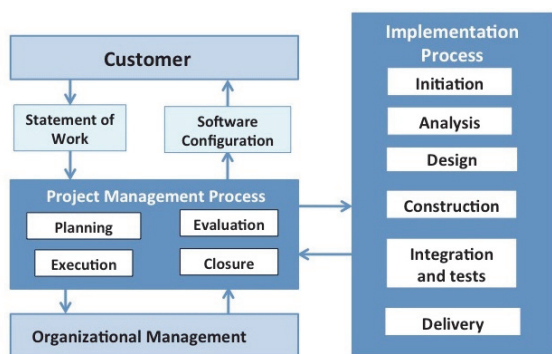 Customer
Statement of
Work
Software
Configuration
Project Management Process
Planning
Evaluation
Execution
Closure
Organizational Management
Implementation
Process
Initiation
Analysis
Design
Construction
Integration
and tests
Delivery